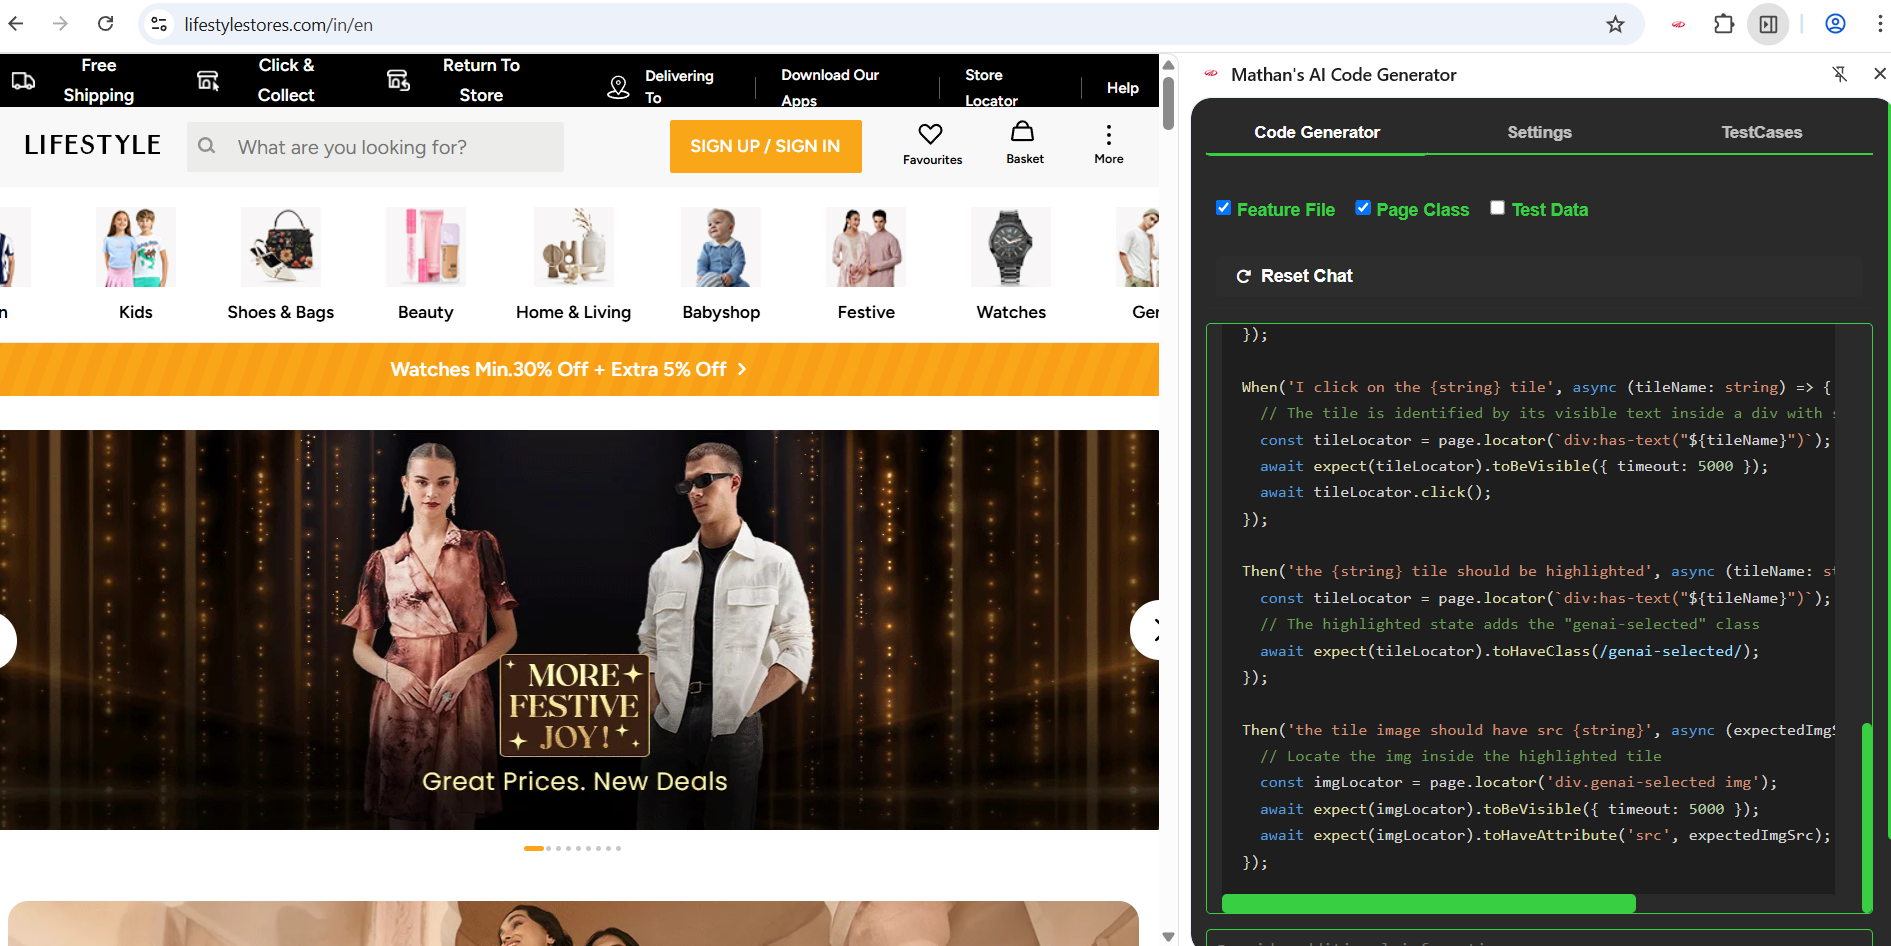 lifestylestores.com/in/en
Free Shipping
Click & Collect
Return To Store
Delivering To
Download Our Apps
Store Locator
Help
LIFESTYLE
What are you looking for?
SIGN UP / SIGN IN
Favourites
Basket
More
n
Kids
Shoes & Bags
Beauty
Home & Living
Babyshop
Festive
Watches
Ge
Watches Min.30% Off + Extra 5% Off
MORE
FESTIVE
JOY!
Great Prices. New Deals
Mathan's AI Code Generator
Code Generator
Settings
TestCases
Feature File
Page Class
Test Data
Reset Chat
});
When('I click on the {string} tile', async (tileName: string) => {
// The tile is identified by its visible text inside a div with
const tileLocator = page.locator(`div:has-text("${tileName}")`);
await expect(tileLocator).toBeVisible({ timeout: 5000 });
await tileLocator.click();
});
Then('the {string} tile should be highlighted', async (tileName: st
const tileLocator = page.locator(`div:has-text("${tileName}")`);
// The highlighted state adds the "genai-selected" class
await expect(tileLocator).toHaveClass(/genai-selected/);
});
Then('the tile image should have src {string}', async (expectedImgS
// Locate the img inside the highlighted tile
const imgLocator = page.locator('div.genai-selected img');
await expect(imgLocator).toBeVisible({ timeout: 5000 });
await expect(imgLocator).toHaveAttribute('src', expectedImgSrc);
});